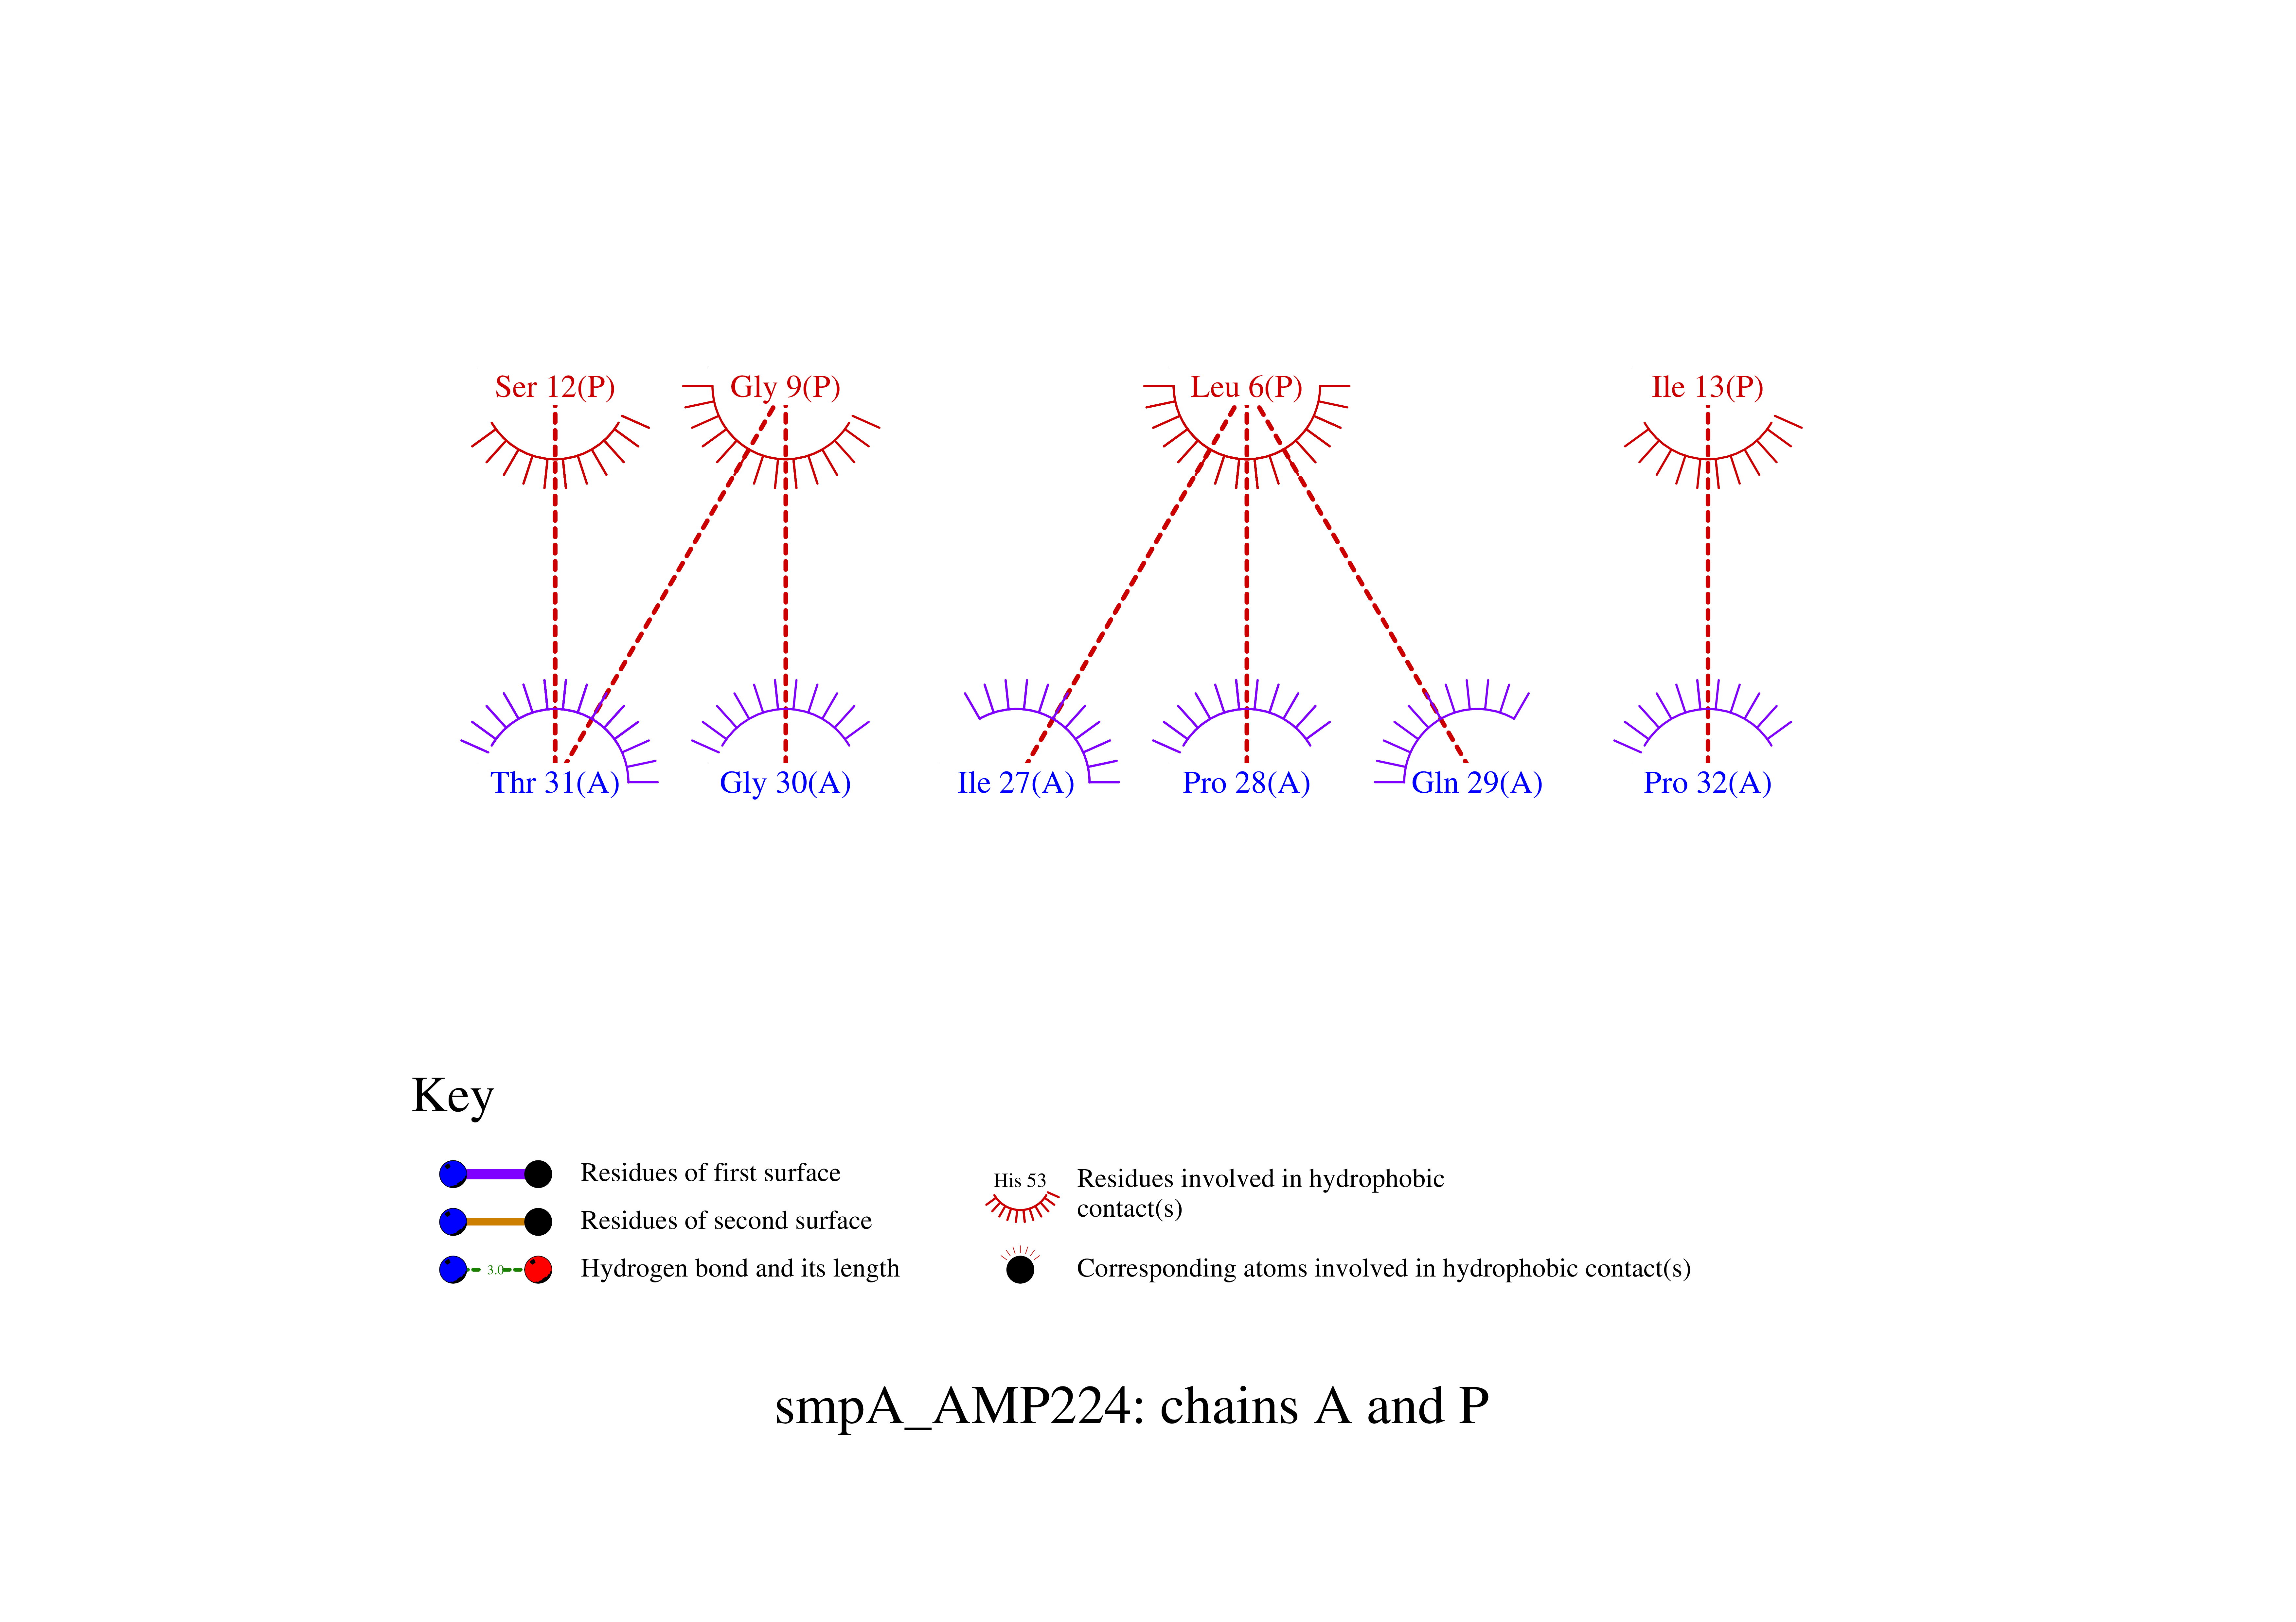 Ser 12(P) Gly 9(P) Leu 6(P) Ile 13(P)
Thr 31(A) Gly 30(A) Ile 27(A) Pro 28(A) Gln 29(A) Pro 32(A)
Key
Residues of first surface
Residues of second surface
3.0 Hydrogen bond and its length
His 53 Residues involved in hydrophobic
contact(s)
Corresponding atoms involved in hydrophobic contact(s)
smpA_AMP224: chains A and P